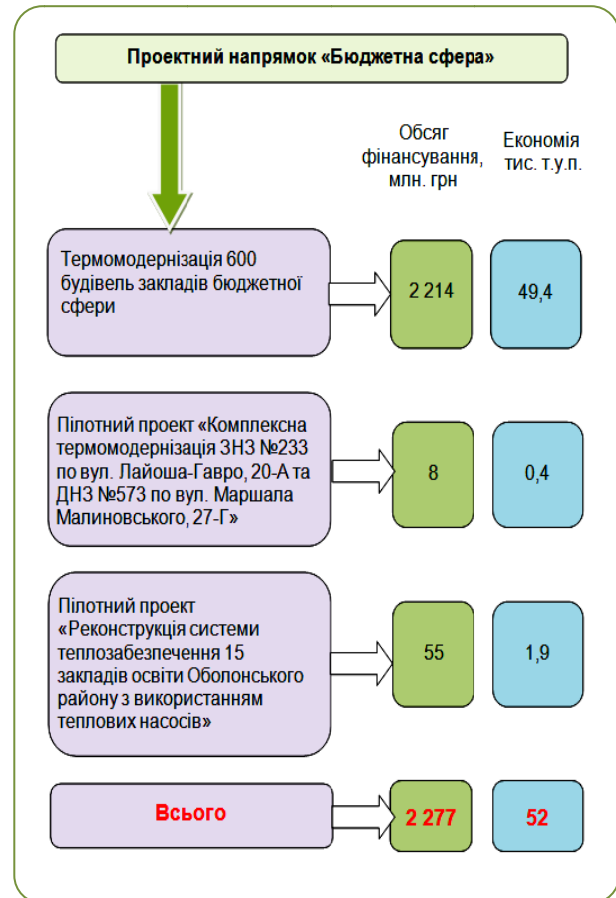 Проектний напрямок «Бюджетна сфера»
Обсяг
фінансування,
млн. грн
Економія
тис. т.у.п.
Термомодернізація 600
будівель закладів бюджетної
сфери
2 214
49,4
Пілотний проект «Комплексна
термомодернізація ЗНЗ №233
по вул. Лайоша-Гавро, 20-А та
ДНЗ №573 по вул. Маршала
Малиновського, 27-Г»
8
0,4
Пілотний проект
«Реконструкція системи
теплозабезпечення 15
закладів освіти Оболонського
району з використанням
теплових насосів»
55
1,9
Всього
2 277
52